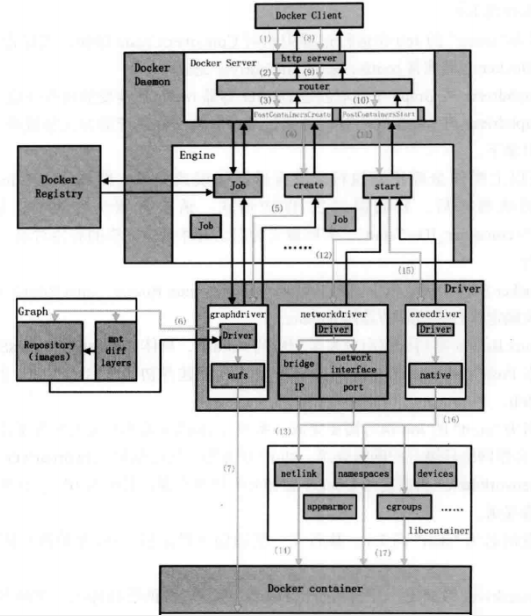 Docker Client
(1)
(8)
Docker Server
http server
Docker
Daemon
(2)
(9)
router
(3)
(10)
PostContainersCreate
PostContainersStart
Engine
Docker
Registry
Job
create
start
Job
Job
(5)
......
(12)
(15)
Driver
Graph
(6)
graphdriver
networkdriver
execdriver
Driver
Driver
Driver
Repository
(images)
mnt
diff
layers
aufs
bridge
network
interface
native
IP
port
(13)
(16)
(7)
netlink
namespaces
devices
appmarmor
cgroups
......
libcontainer
(14)
(17)
Docker container